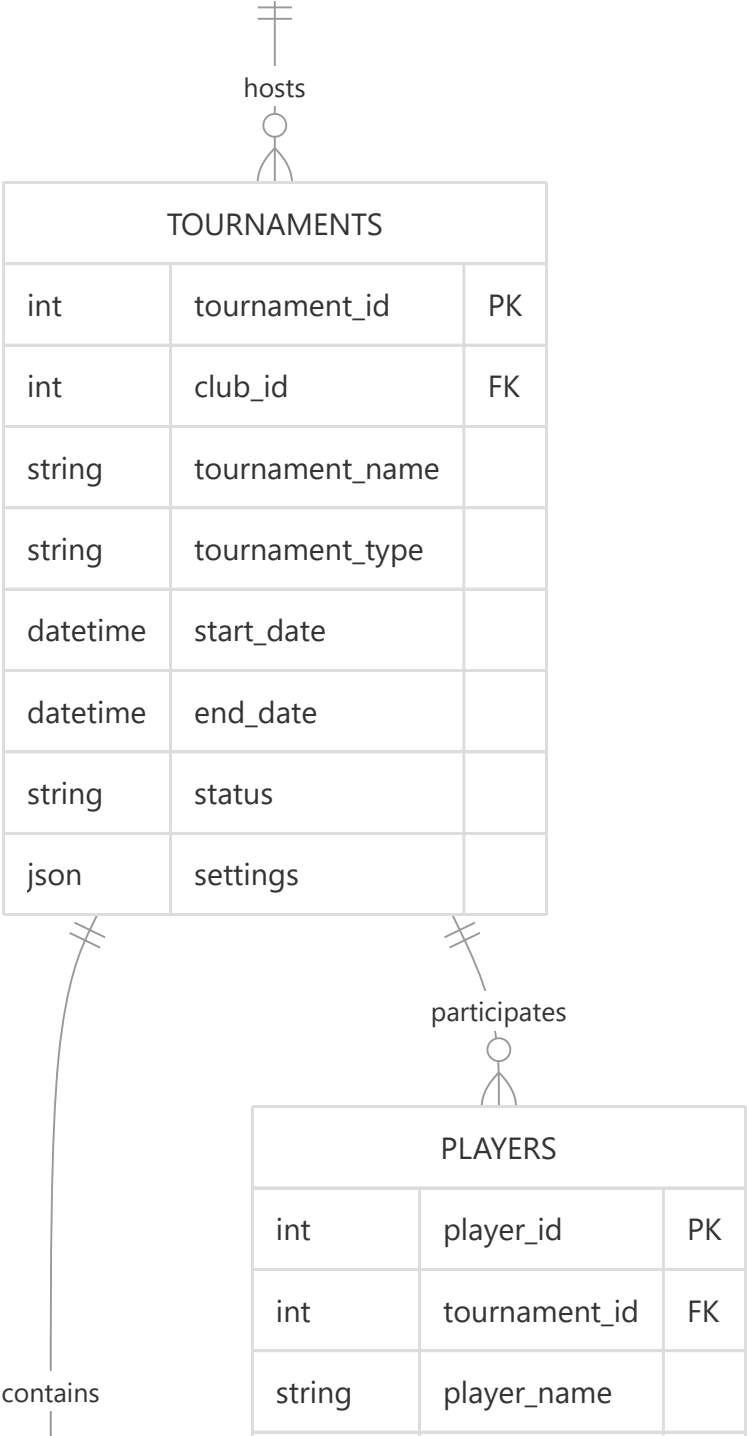 hosts
TOURNAMENTS
int tournament_id PK
int club_id FK
string tournament_name
string tournament_type
datetime start_date
datetime end_date
string status
json settings
participates
PLAYERS
int player_id PK
int tournament_id FK
contains
string player_name